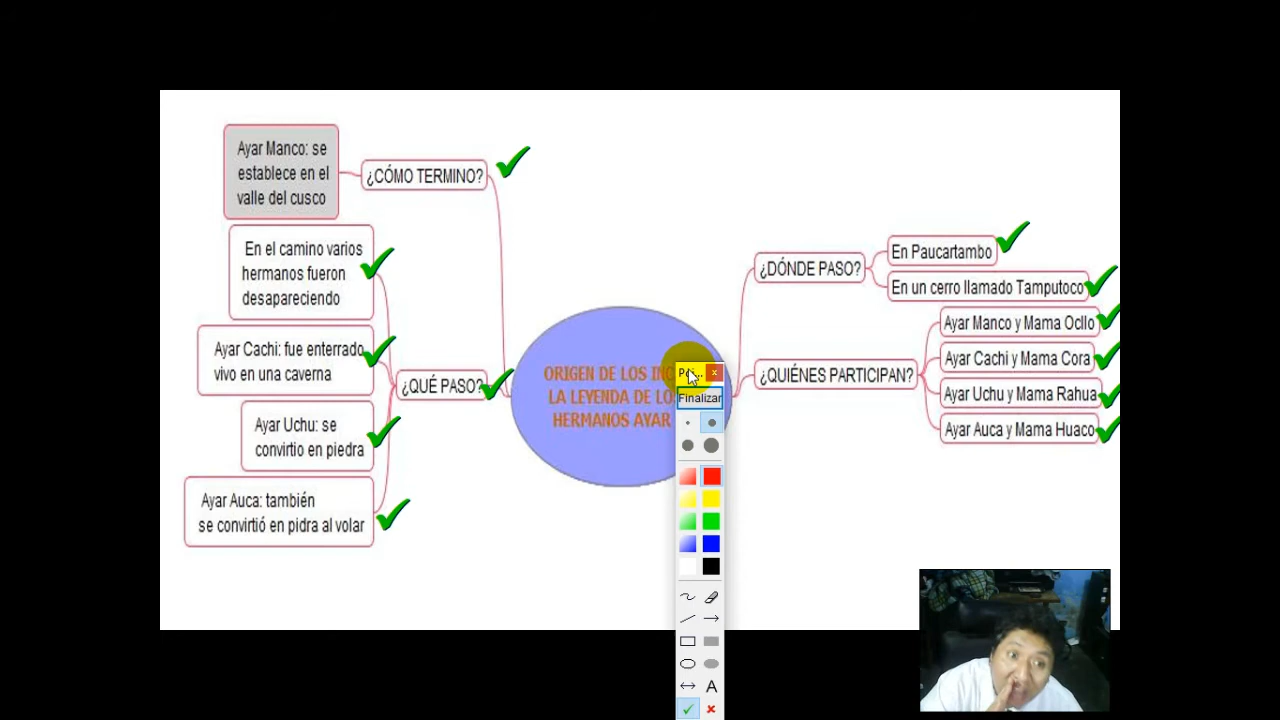 Ayar Manco: se
establece en el
valle del cusco
¿CÓMO TERMINO?
En el camino varios
hermanos fueron
desapareciendo
Ayar Cachi: fue enterrado
vivo en una caverna
¿QUÉ PASO?
Ayar Uchu: se
convirtio en piedra
Ayar Auca: también
se convirtió en pidra al volar
ORIGEN DE LOS
LA LEYENDA DE
HERMANOS AYAR
¿DÓNDE PASO?
En Paucartambo
En un cerro llamado Tamputoco
¿QUIÉNES PARTICIPAN?
Ayar Manco y Mama Ocllo
Ayar Cachi y Mama Cora
Ayar Uchu y Mama Rahua
Ayar Auca y Mama Huaco
Finalizar
A